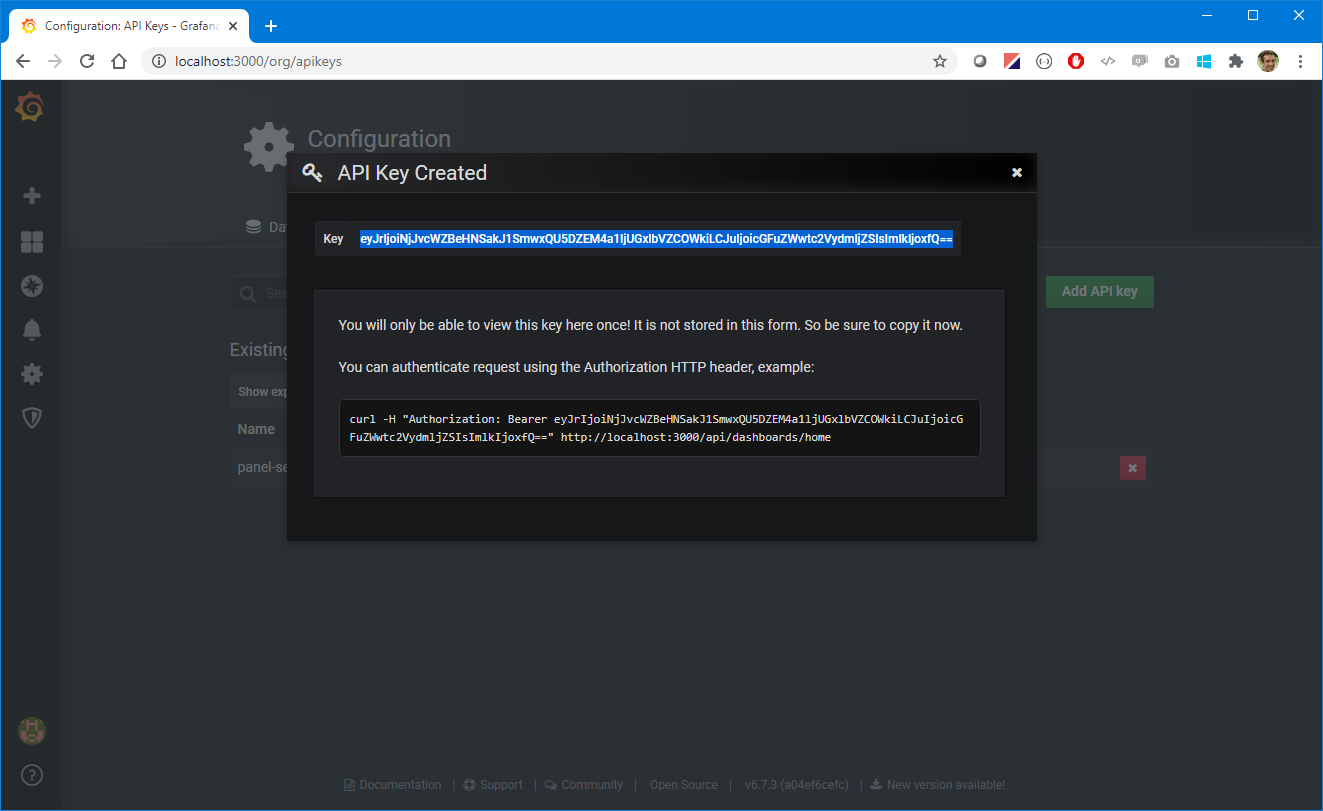 Configuration: API Keys - Grafana
localhost:3000/org/apikeys
Configuration
API Key Created
Da
Key eyJrIjoiNjJvcWZBeHNSakJ1SmwxQU5DZEM4a1ljUGxlbVZCOWkiLCJuIjoicGFuZWwtc2VydmljZSIsImlkIjoxfQ==
Sea
Add API key
You will only be able to view this key here once! It is not stored in this form. So be sure to copy it now.
Existing
You can authenticate request using the Authorization HTTP header, example:
Show exp
curl -H "Authorization: Bearer eyJrIjoiNjJvcWZBeHNSakJ1SmwxQU5DZEM4a1ljUGxlbVZCOWkiLCJuIjoicG
Name
FuZWwtc2VydmljZSIsImlkIjoxfQ==" http://localhost:3000/api/dashboards/home
panel-se
Documentation | Support | Community | Open Source | v6.7.3 (a04ef6cefc) | New version available!